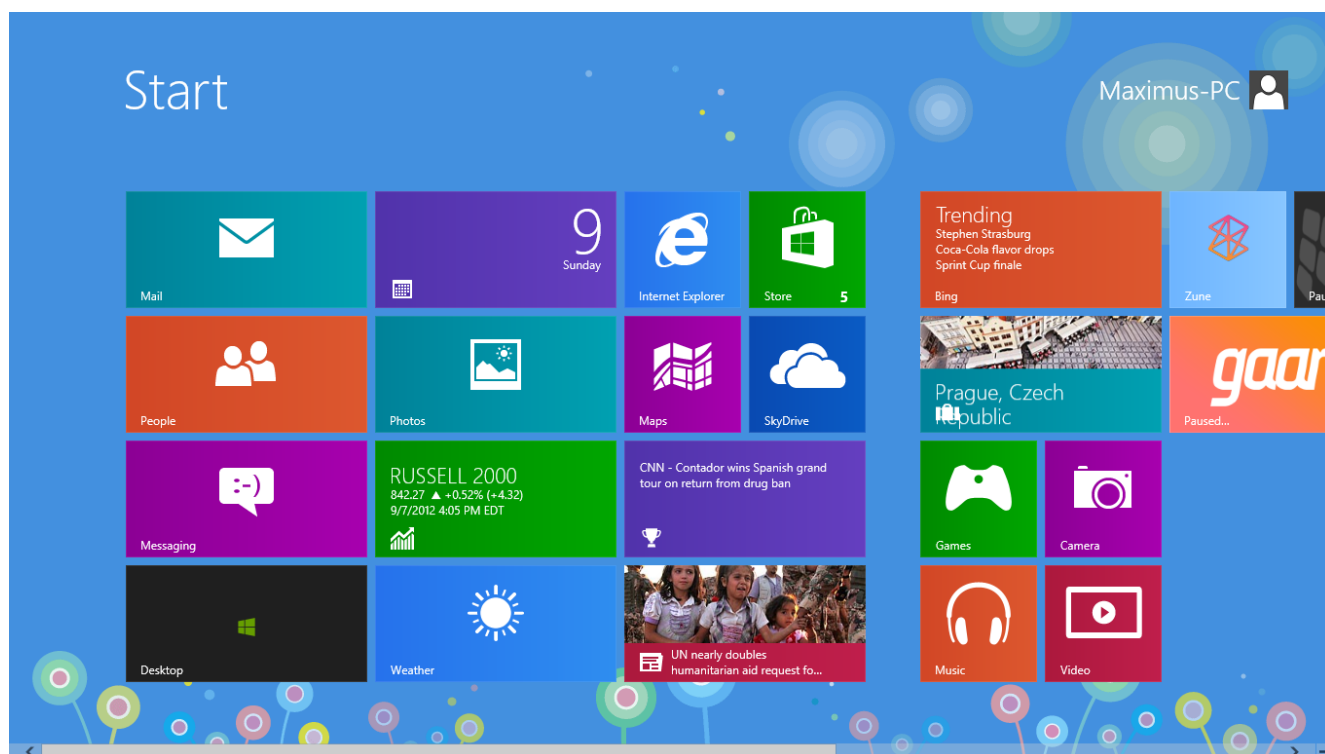 Start
Maximus-PC
Mail
9
Sunday
Internet Explorer
Store
5
Trending
Stephen Strasburg
Coca-Cola flavor drops
Sprint Cup finale
Bing
Zune
Pau
People
Photos
Maps
SkyDrive
Prague, Czech
Republic
gaan
Paused...
:-)
Messaging
RUSSELL 2000
842.27 ▲ +0.52% (+4.32)
9/7/2012 4:05 PM EDT
CNN - Contador wins Spanish grand
tour on return from drug ban
Games
Camera
Desktop
Weather
UN nearly doubles
humanitarian aid request fo...
Music
Video